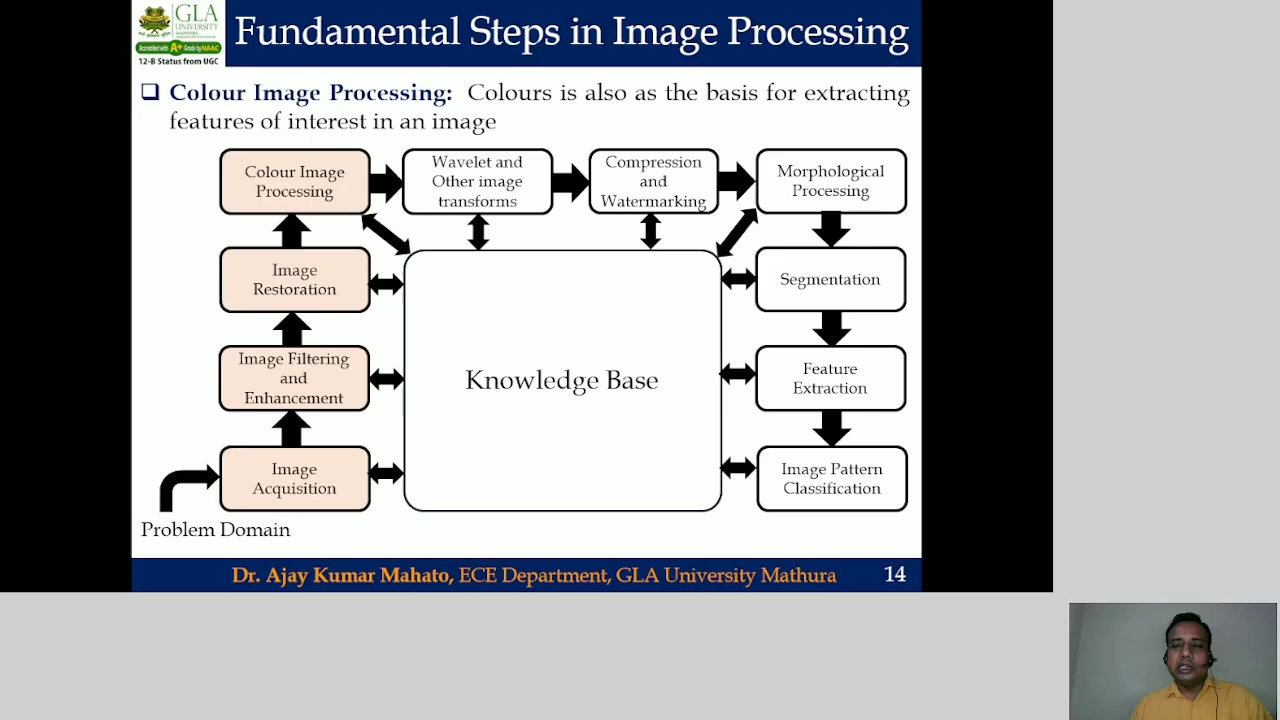 GLA
UNIVERSITY
MATHURA
Accredited with A+ Grade by NAAC
12-B Status from UGC
Fundamental Steps in Image Processing
❑ Colour Image Processing: Colours is also as the basis for extracting
features of interest in an image
Colour Image
Processing
Wavelet and
Other image
transforms
Compression
and
Watermarking
Morphological
Processing
Image
Restoration
Segmentation
Image Filtering
and
Enhancement
Knowledge Base
Feature
Extraction
Image
Acquisition
Image Pattern
Classification
Problem Domain
Dr. Ajay Kumar Mahato, ECE Department, GLA University Mathura
14